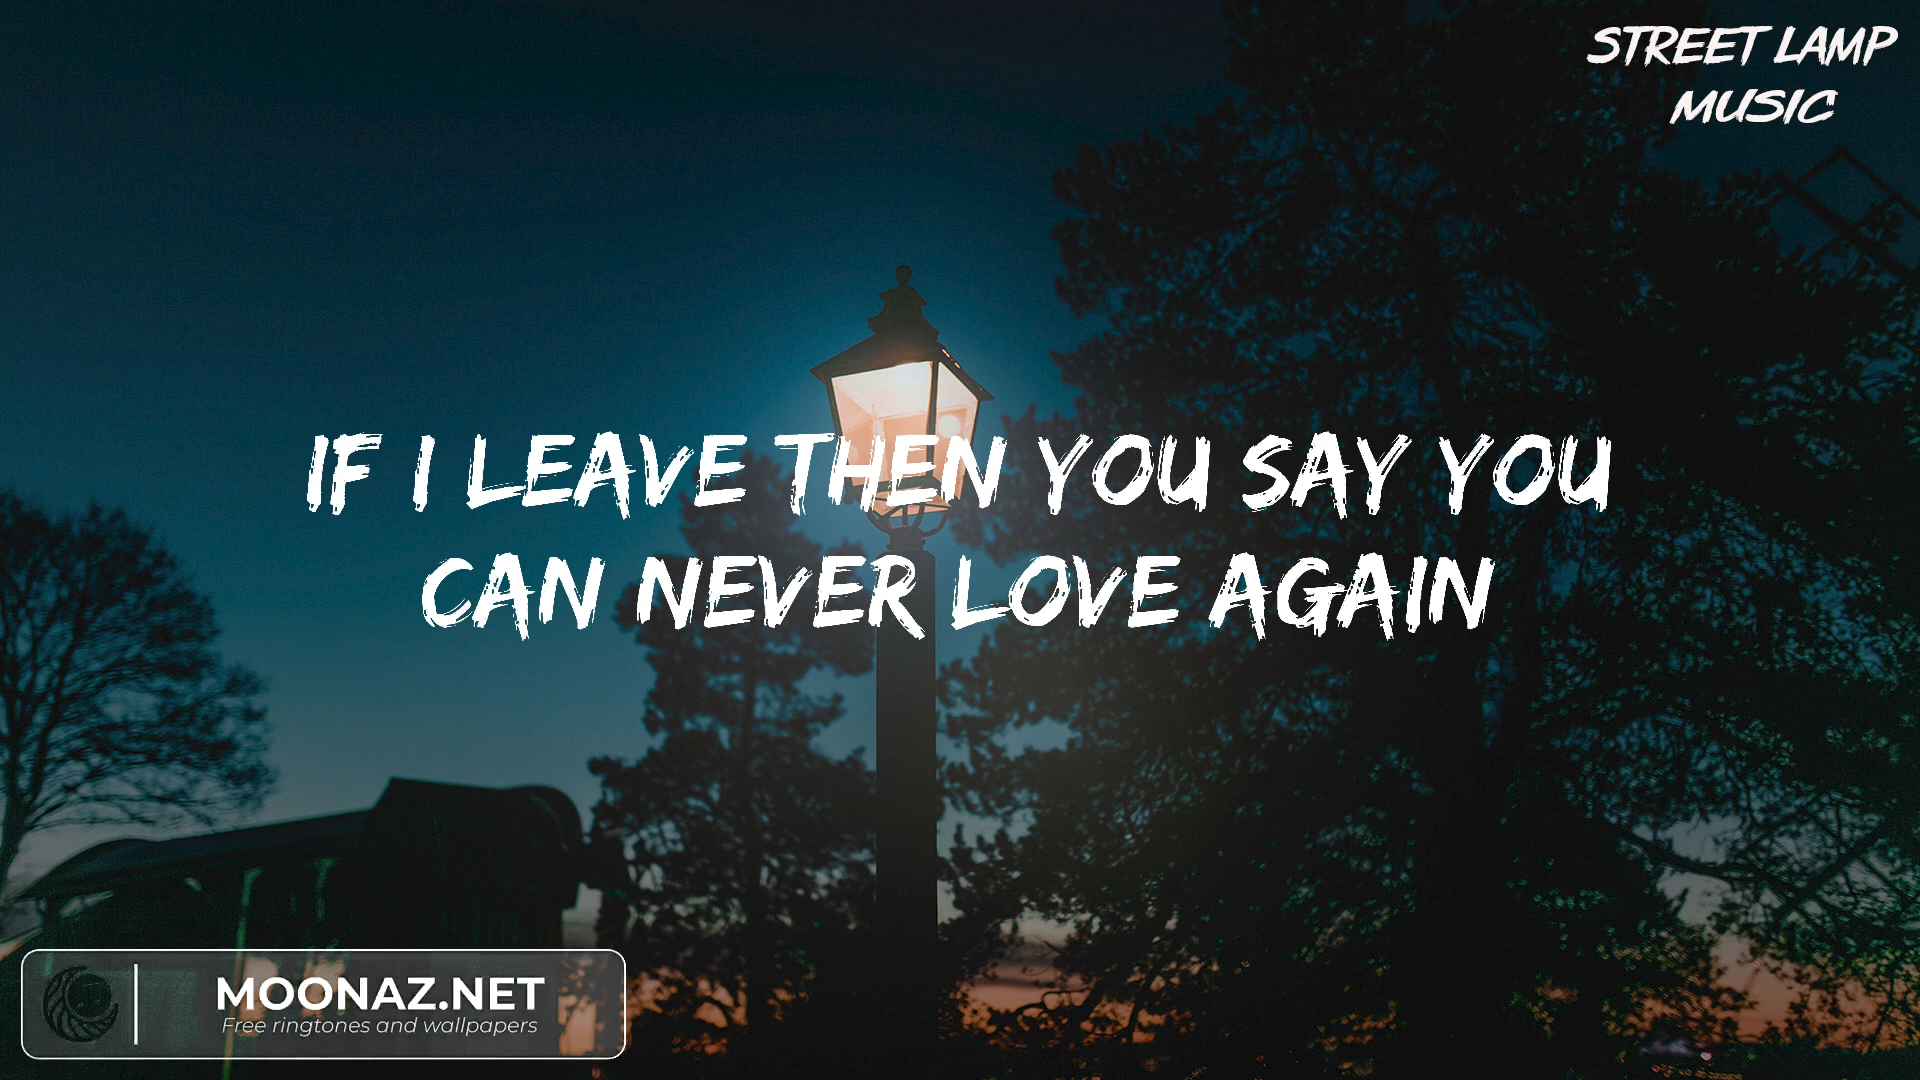 STREET LAMP
MUSIC
IF I LEAVE THEN YOU SAY YOU
CAN NEVER LOVE AGAIN
MOONAZ.NET
Free ringtones and wallpapers